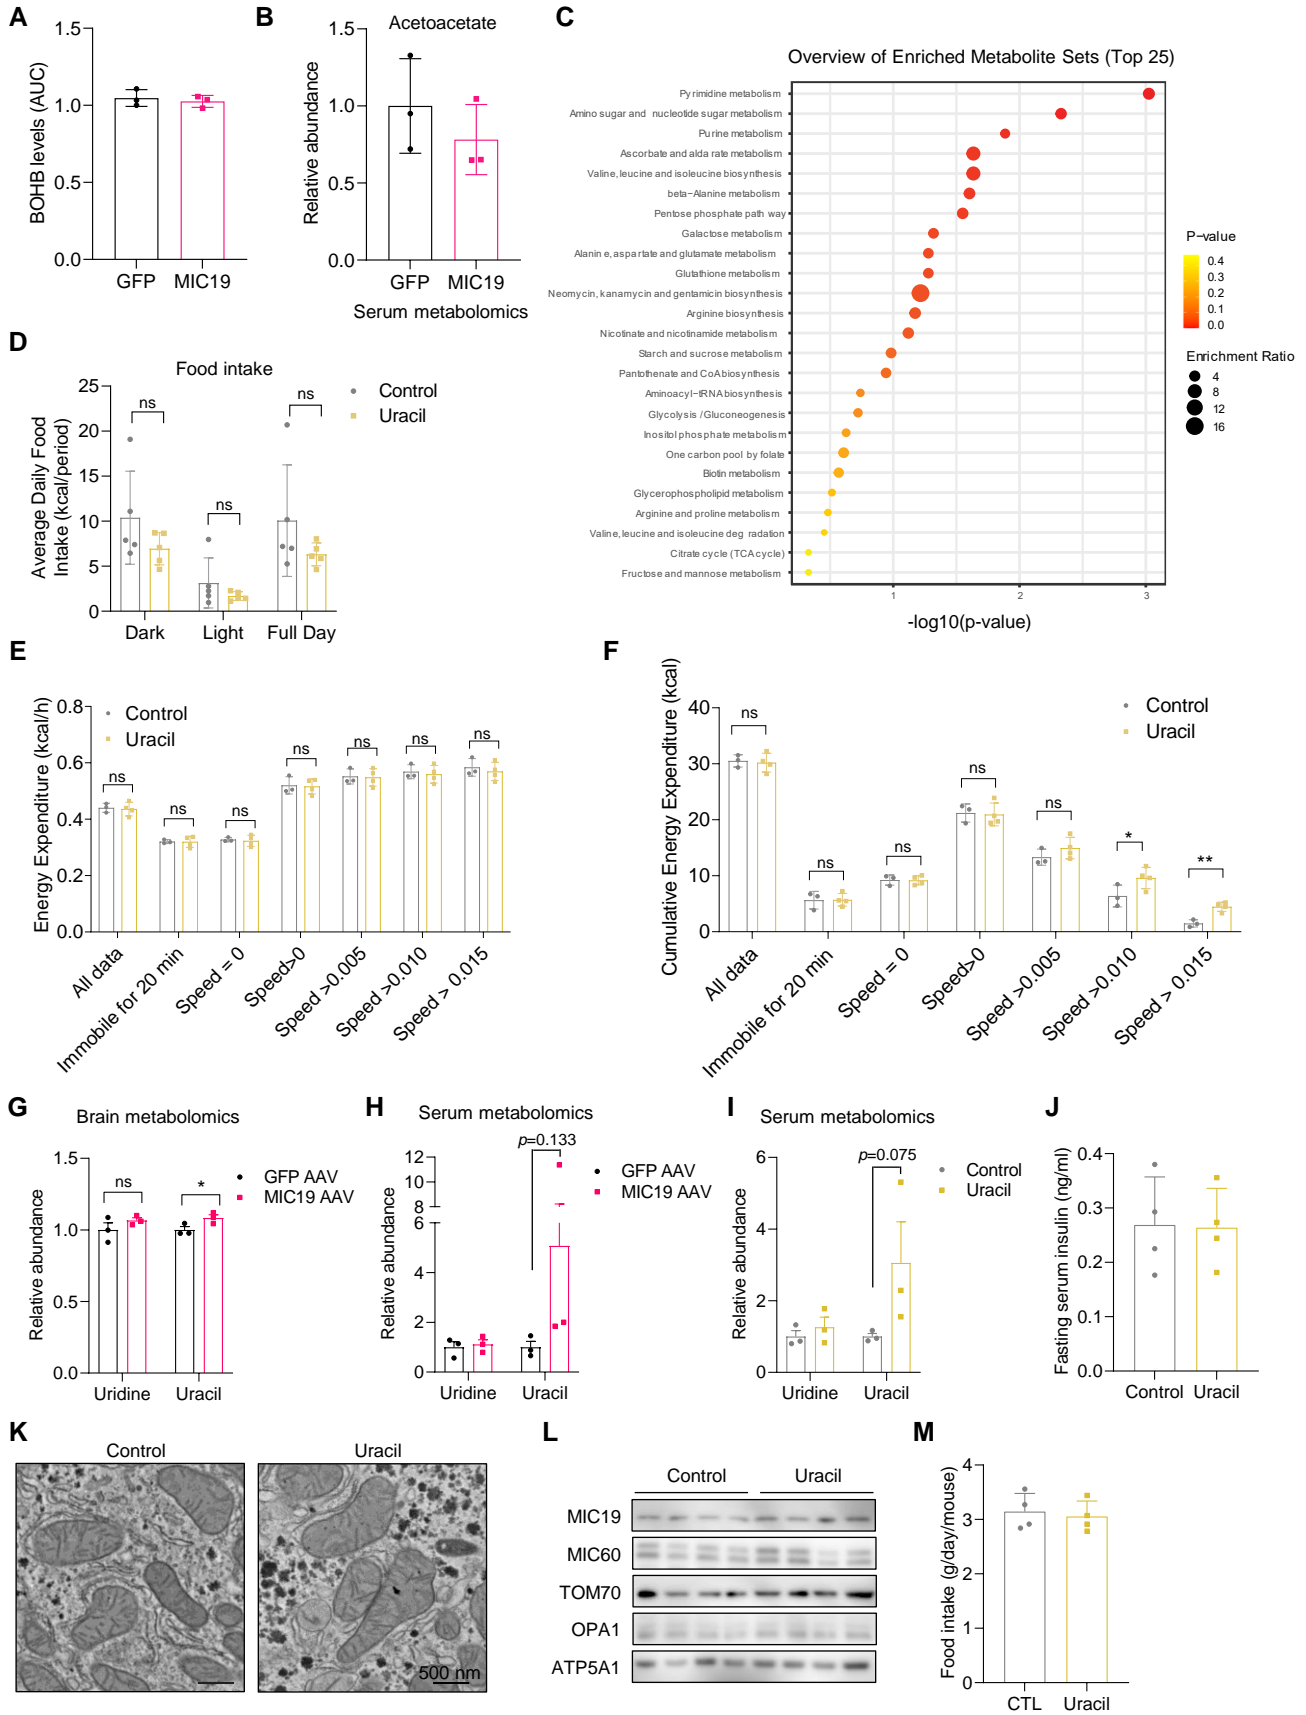 A
BOHB levels (AUC)
1.5
1.0
0.5
0.0
GFP MIC19
B
Acetoacetate
Relative abundance
1.5
1.0
0.5
0.0
GFP MIC19
Serum metabolomics
C
Overview of Enriched Metabolite Sets (Top 25)
Pyrimidine metabolism
Amino sugar and nucleotide sugar metabolism
Purine metabolism
Ascorbate and alda rate metabolism
Valine, leucine and isoleucine biosynthesis
beta−Alanine metabolism
Pentose phosphate path way
Galactose metabolism
Alanin e, aspa rtate and glutamate metabolism
Glutathione metabolism
Neomycin, kanamycin and gentamicin biosynthesis
Arginine biosynthesis
Nicotinate and nicotinamide metabolism
Starch and sucrose metabolism
Pantothenate and CoA biosynthesis
Aminoacyl−tRNA biosynthesis
Glycolysis / Gluconeogenesis
Inositol phosphate metabolism
One carbon pool by folate
Biotin metabolism
Glycerophospholipid metabolism
Arginine and proline metabolism
Valine, leucine and isoleucine deg radation
Citrate cycle (TCA cycle)
Fructose and mannose metabolism
1 2 3
-log10(p-value)
P−value
0.4
0.3
0.2
0.1
0.0
Enrichment Ratio
4
8
12
16
D
Food intake
Average Daily Food
Intake (kcal/period)
25
20
15
10
5
0
ns
ns
ns
Control
Uracil
Dark Light Full Day
E
Energy Expenditure (kcal/h)
0.8
0.6
0.4
0.2
0.0
Control
Uracil
ns
ns
ns
ns
ns
ns
ns
All data
Immobile for 20 min
Speed = 0
Speed>0
Speed >0.005
Speed >0.010
Speed > 0.015
F
Cumulative Energy Expenditure (kcal)
40
30
20
10
0
Control
Uracil
ns
ns
ns
ns
ns
*
**
All data
Immobile for 20 min
Speed = 0
Speed>0
Speed >0.005
Speed >0.010
Speed > 0.015
G
Brain metabolomics
Relative abundance
1.5
1.0
0.5
0.0
ns
*
GFP AAV
MIC19 AAV
Uridine Uracil
H
Serum metabolomics
Relative abundance
12
10
8
6
4
2
0
p=0.133
GFP AAV
MIC19 AAV
Uridine Uracil
I
Serum metabolomics
Relative abundance
6
4
2
0
p=0.075
Control
Uracil
Uridine Uracil
J
Fasting serum insulin (ng/ml)
0.4
0.3
0.2
0.1
0.0
Control Uracil
K
Control Uracil
500 nm
L
Control Uracil
MIC19
MIC60
TOM70
OPA1
ATP5A1
M
Food intake (g/day/mouse)
4
3
2
1
0
CTL Uracil